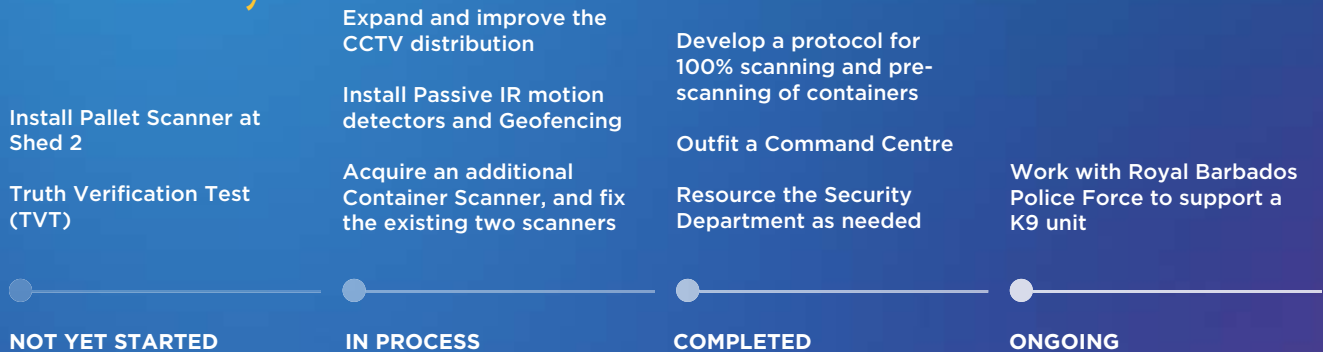 Install Pallet Scanner at
Shed 2
Truth Verification Test
(TVT)
NOT YET STARTED
Expand and improve the
CCTV distribution
Install Passive IR motion
detectors and Geofencing
Acquire an additional
Container Scanner, and fix
the existing two scanners
IN PROCESS
Develop a protocol for
100% scanning and pre-
scanning of containers
Outfit a Command Centre
Resource the Security
Department as needed
COMPLETED
Work with Royal Barbados
Police Force to support a
K9 unit
ONGOING